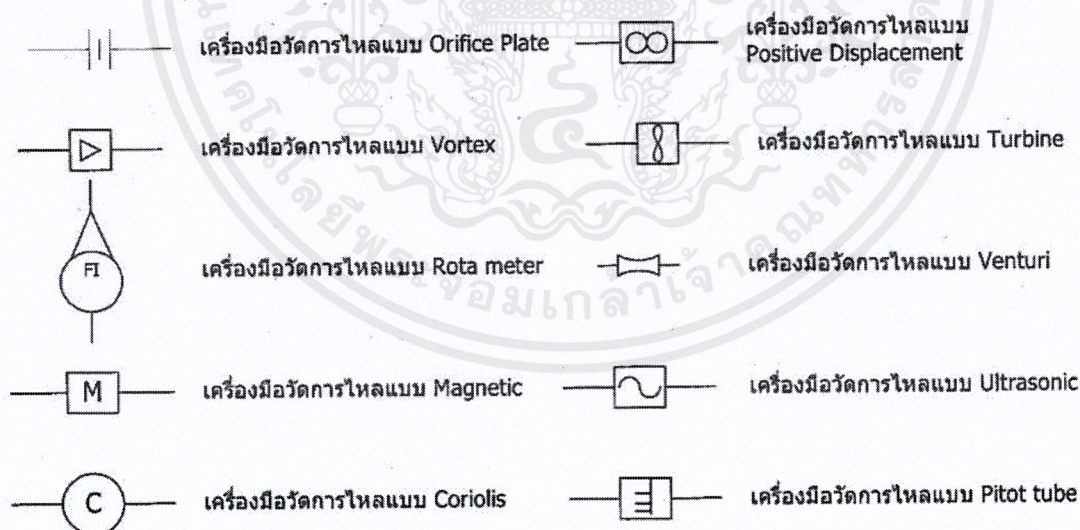 เครื่องมือวัดการไหลแบบ Orifice Plate
เครื่องมือวัดการไหลแบบ
Positive Displacement
เครื่องมือวัดการไหลแบบ Vortex
เครื่องมือวัดการไหลแบบ Turbine
FI
เครื่องมือวัดการไหลแบบ Rota meter
เครื่องมือวัดการไหลแบบ Venturi
M
เครื่องมือวัดการไหลแบบ Magnetic
เครื่องมือวัดการไหลแบบ Ultrasonic
C
เครื่องมือวัดการไหลแบบ Coriolis
เครื่องมือวัดการไหลแบบ Pitot tube